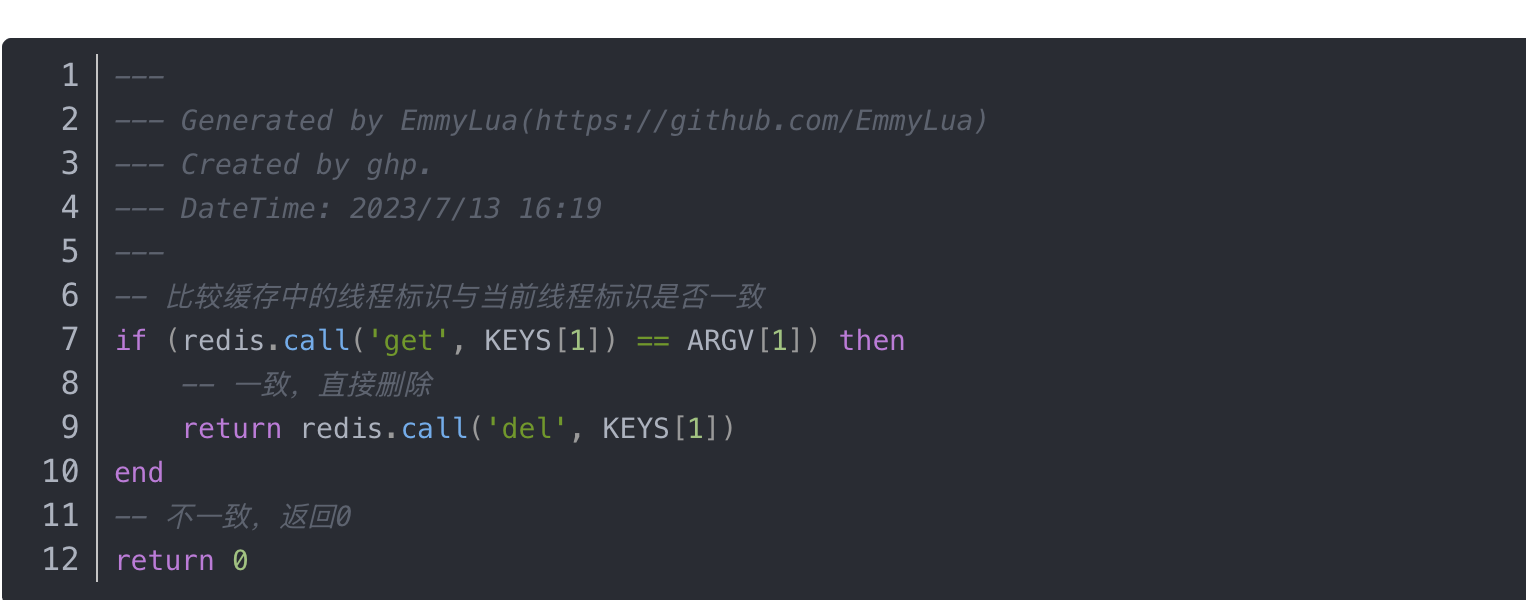 1 ---
2 --- Generated by EmmyLua(https://github.com/EmmyLua)
3 --- Created by ghp.
4 --- DateTime: 2023/7/13 16:19
5 ---
6 -- 比较缓存中的线程标识与当前线程标识是否一致
7 if (redis.call('get', KEYS[1]) == ARGV[1]) then
8     -- 一致，直接删除
9     return redis.call('del', KEYS[1])
10 end
11 -- 不一致，返回0
12 return 0